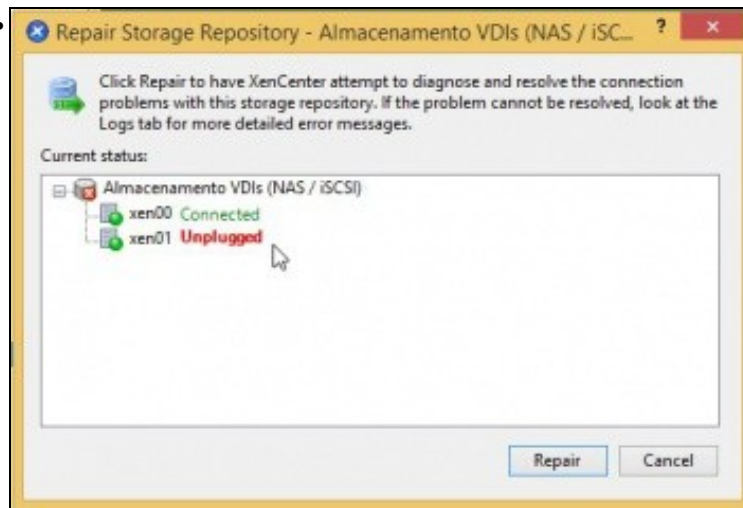 Repair Storage Repository - Almacenamento VDIs (NAS / iSC...
?
×
Click Repair to have XenCenter attempt to diagnose and resolve the connection
problems with this storage repository. If the problem cannot be resolved, look at the
Logs tab for more detailed error messages.
Current status:
Almacenamento VDIs (NAS / iSCSI)
xen00 Connected
xen01 Unplugged
Repair Cancel